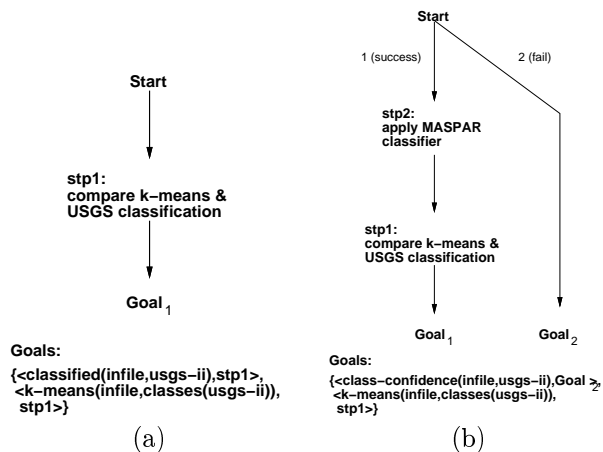 Start
stp1:
compare k-means &
USGS classification
Goal 1
Goals:
{<classified(infile,usgs-ii),stp1>,
<k-means(infile,classes(usgs-ii)),
stp1>}
(a)
Start
1 (success)
2 (fail)
stp2:
apply MASPAR
classifier
stp1:
compare k-means &
USGS classification
Goal 1
Goal 2
Goals:
{<class-confidence(infile,usgs-ii),Goal 2>,
<k-means(infile,classes(usgs-ii)),
stp1>}
(b)